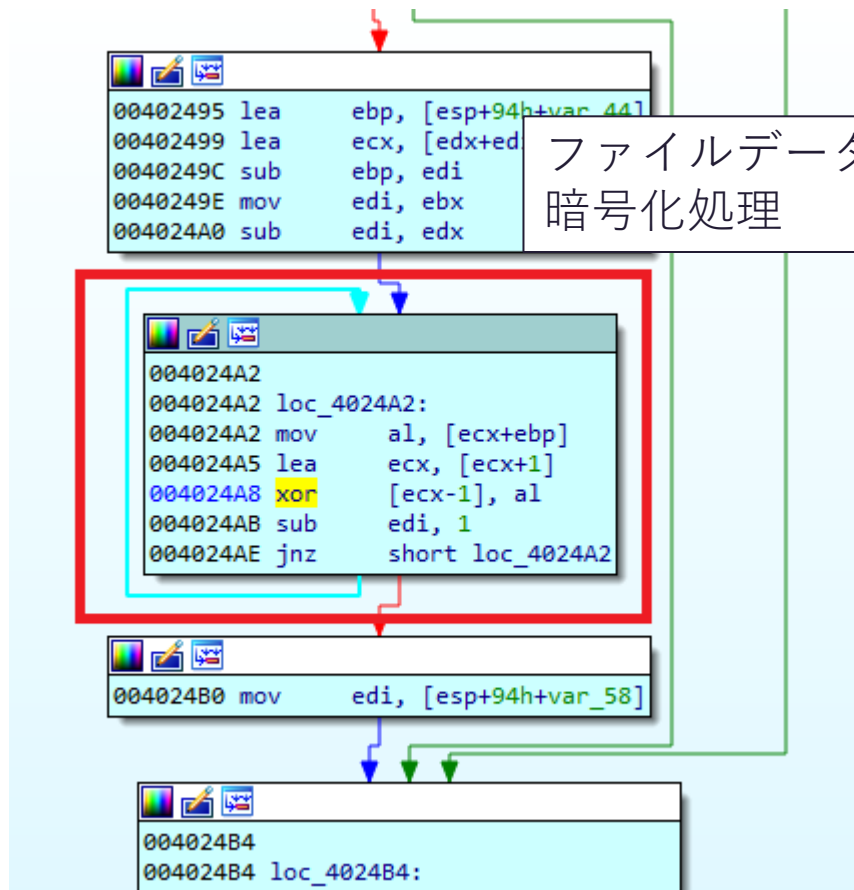 00402495 lea ebp, [esp+94h+var_44]
00402499 lea ecx, [edx+ed
0040249C sub ebp, edi
0040249E mov edi, ebx
004024A0 sub edi, edx
ファイルデータ
暗号化処理
004024A2
004024A2 loc_4024A2:
004024A2 mov al, [ecx+ebp]
004024A5 lea ecx, [ecx+1]
004024A8 xor [ecx-1], al
004024AB sub edi, 1
004024AE jnz short loc_4024A2
004024B0 mov edi, [esp+94h+var_58]
004024B4
004024B4 loc_4024B4: